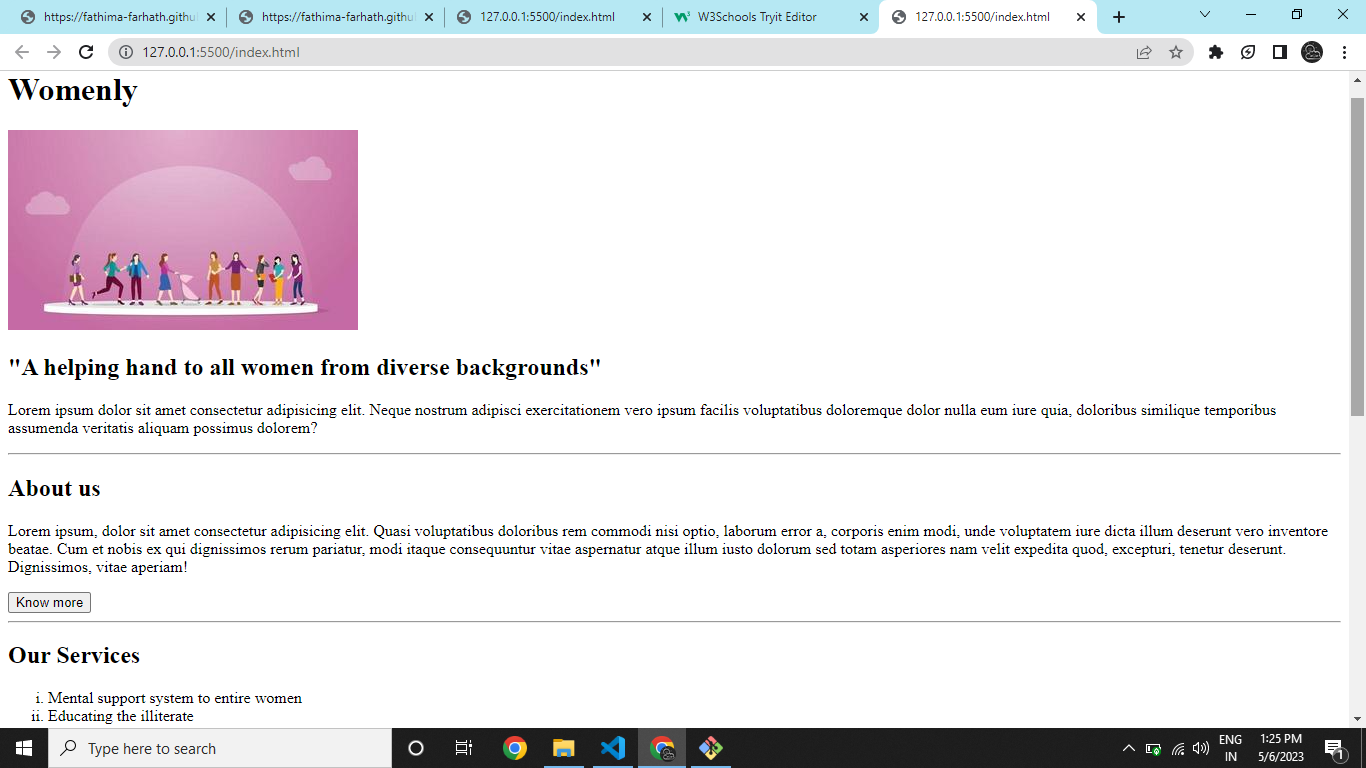 https://fathima-farhath.githu
https://fathima-farhath.githu
127.0.0.1:5500/index.html
W3Schools Tryit Editor
127.0.0.1:5500/index.html
127.0.0.1:5500/index.html
Womenly
"A helping hand to all women from diverse backgrounds"
Lorem ipsum dolor sit amet consectetur adipisicing elit. Neque nostrum adipisci exercitationem vero ipsum facilis voluptatibus doloremque dolor nulla eum iure quia, doloribus similique temporibus
assumenda veritatis aliquam possimus dolorem?
About us
Lorem ipsum, dolor sit amet consectetur adipisicing elit. Quasi voluptatibus doloribus rem commodi nisi optio, laborum error a, corporis enim modi, unde voluptatem iure dicta illum deserunt vero inventore
beatae. Cum et nobis ex qui dignissimos rerum pariatur, modi itaque consequuntur vitae aspernatur atque illum iusto dolorum sed totam asperiores nam velit expedita quod, excepturi, tenetur deserunt.
Dignissimos, vitae aperiam!
Know more
Our Services
i. Mental support system to entire women
ii. Educating the illiterate
Type here to search
ENG
IN
1:25 PM
5/6/2023
1